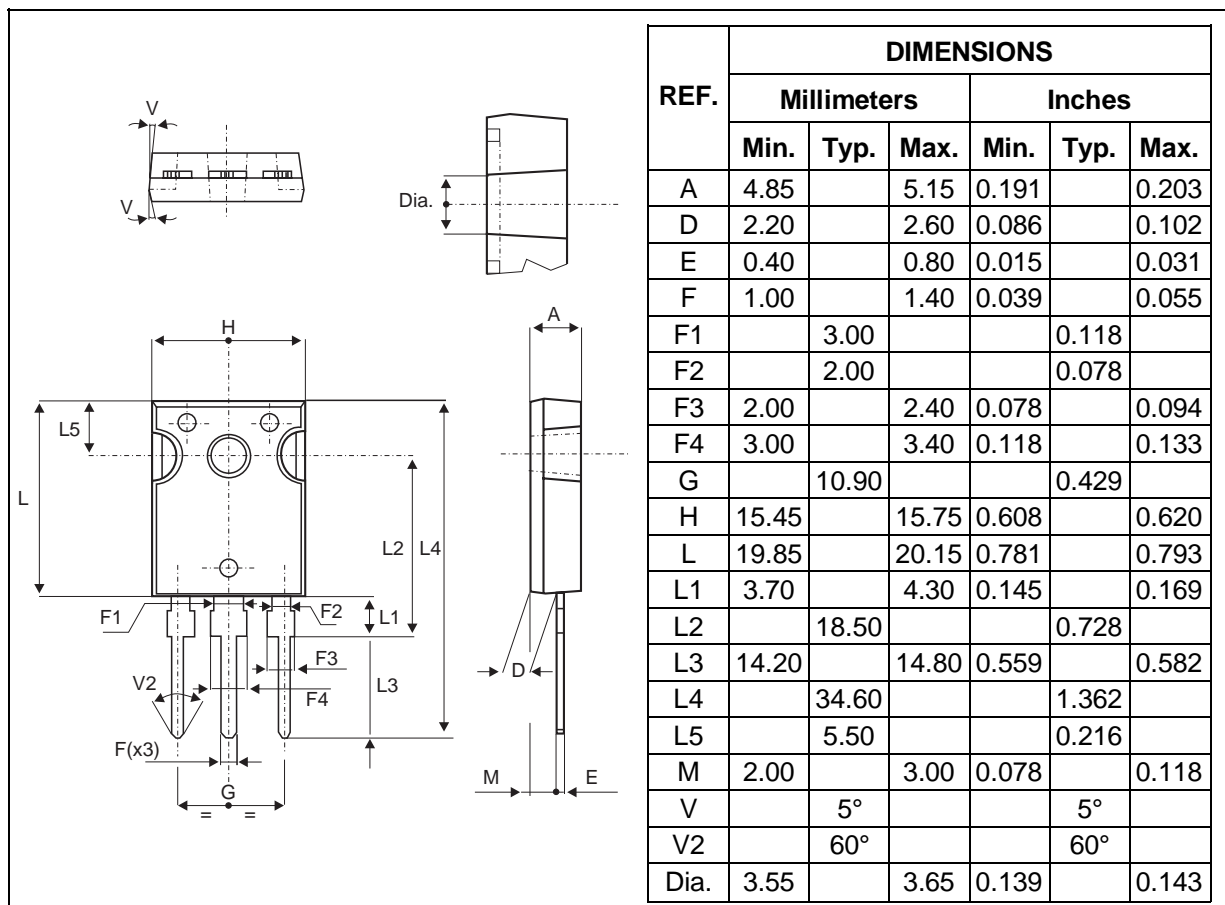 V
V
Dia.
H
A
L5
L
L2
L4
F1
F2
L1
F3
D
V2
L3
F4
F(x3)
M
E
G
= =
REF. DIMENSIONS
Millimeters Inches
Min. Typ. Max. Min. Typ. Max.
A 4.85 5.15 0.191 0.203
D 2.20 2.60 0.086 0.102
E 0.40 0.80 0.015 0.031
F 1.00 1.40 0.039 0.055
F1 3.00 0.118
F2 2.00 0.078
F3 2.00 2.40 0.078 0.094
F4 3.00 3.40 0.118 0.133
G 10.90 0.429
H 15.45 15.75 0.608 0.620
L 19.85 20.15 0.781 0.793
L1 3.70 4.30 0.145 0.169
L2 18.50 0.728
L3 14.20 14.80 0.559 0.582
L4 34.60 1.362
L5 5.50 0.216
M 2.00 3.00 0.078 0.118
V 5° 5°
V2 60° 60°
Dia. 3.55 3.65 0.139 0.143